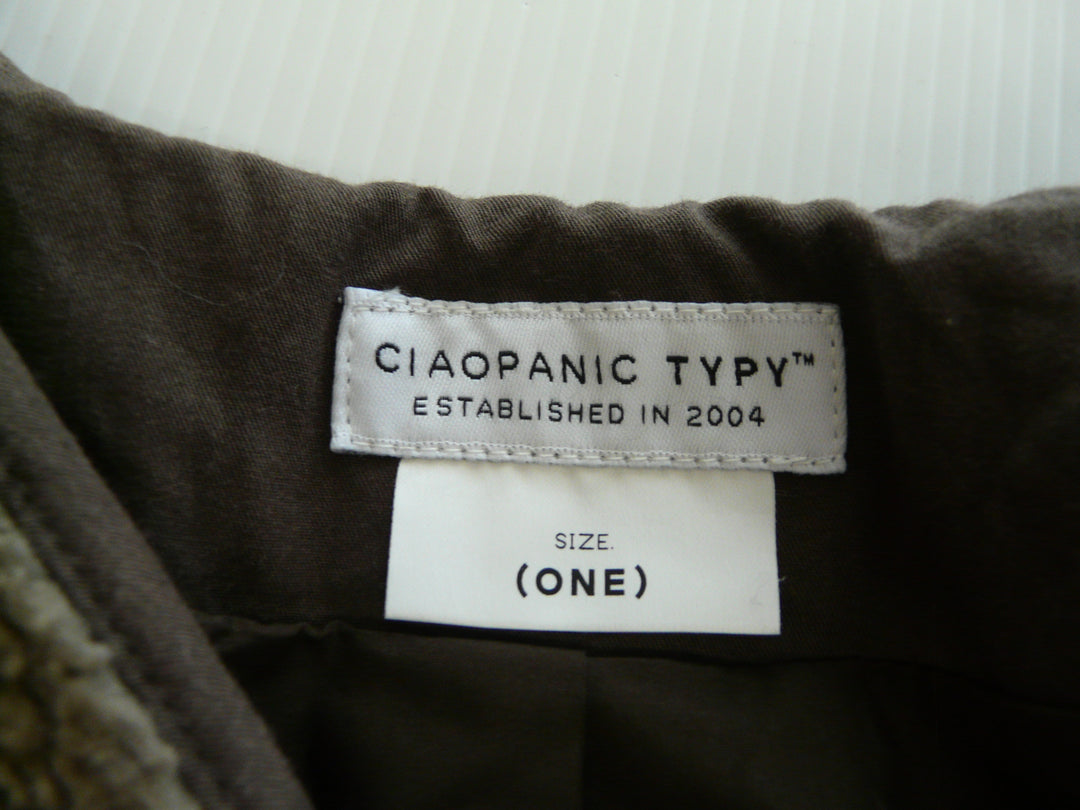 CIAOPANIC TYPY™
ESTABLISHED IN 2004
SIZE.
(ONE)